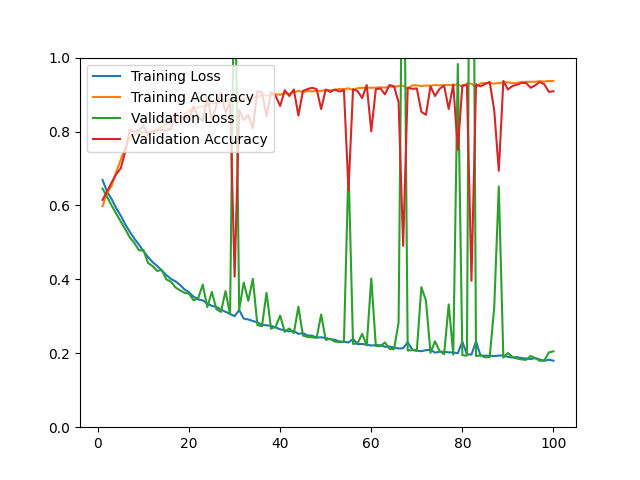 1.0
0.8
0.6
0.4
0.2
0.0
Training Loss
Training Accuracy
Validation Loss
Validation Accuracy
0 20 40 60 80 100